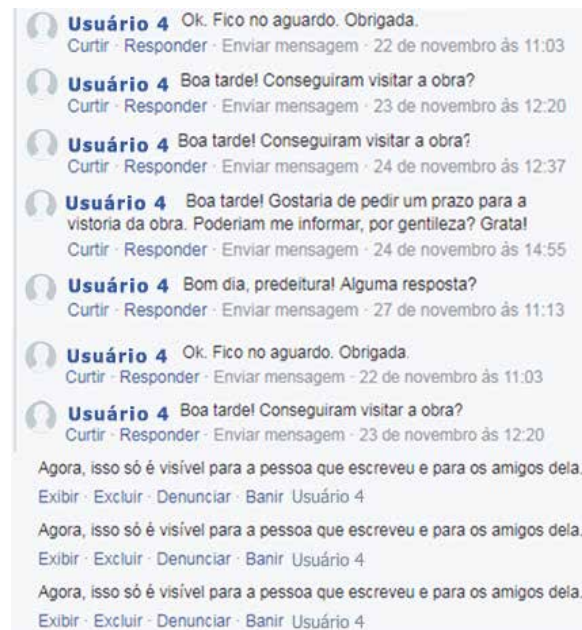 Usuário 4 Ok. Fico no aguardo. Obrigada.
Curtir · Responder · Enviar mensagem · 22 de novembro às 11:03
Usuário 4 Boa tarde! Conseguiram visitar a obra?
Curtir · Responder · Enviar mensagem · 23 de novembro às 12:20
Usuário 4 Boa tarde! Conseguiram visitar a obra?
Curtir · Responder · Enviar mensagem · 24 de novembro às 12:37
Usuário 4 Boa tarde! Gostaria de pedir um prazo para a
vistoria da obra. Poderiam me informar, por gentileza? Grata!
Curtir · Responder · Enviar mensagem · 24 de novembro às 14:55
Usuário 4 Bom dia, predeitura! Alguma resposta?
Curtir · Responder · Enviar mensagem · 27 de novembro às 11:13
Usuário 4 Ok. Fico no aguardo. Obrigada.
Curtir · Responder · Enviar mensagem · 22 de novembro às 11:03
Usuário 4 Boa tarde! Conseguiram visitar a obra?
Curtir · Responder · Enviar mensagem · 23 de novembro às 12:20
Agora, isso só é visível para a pessoa que escreveu e para os amigos dela.
Exibir · Excluir · Denunciar · Banir Usuário 4
Agora, isso só é visível para a pessoa que escreveu e para os amigos dela.
Exibir · Excluir · Denunciar · Banir Usuário 4
Agora, isso só é visível para a pessoa que escreveu e para os amigos dela.
Exibir · Excluir · Denunciar · Banir Usuário 4